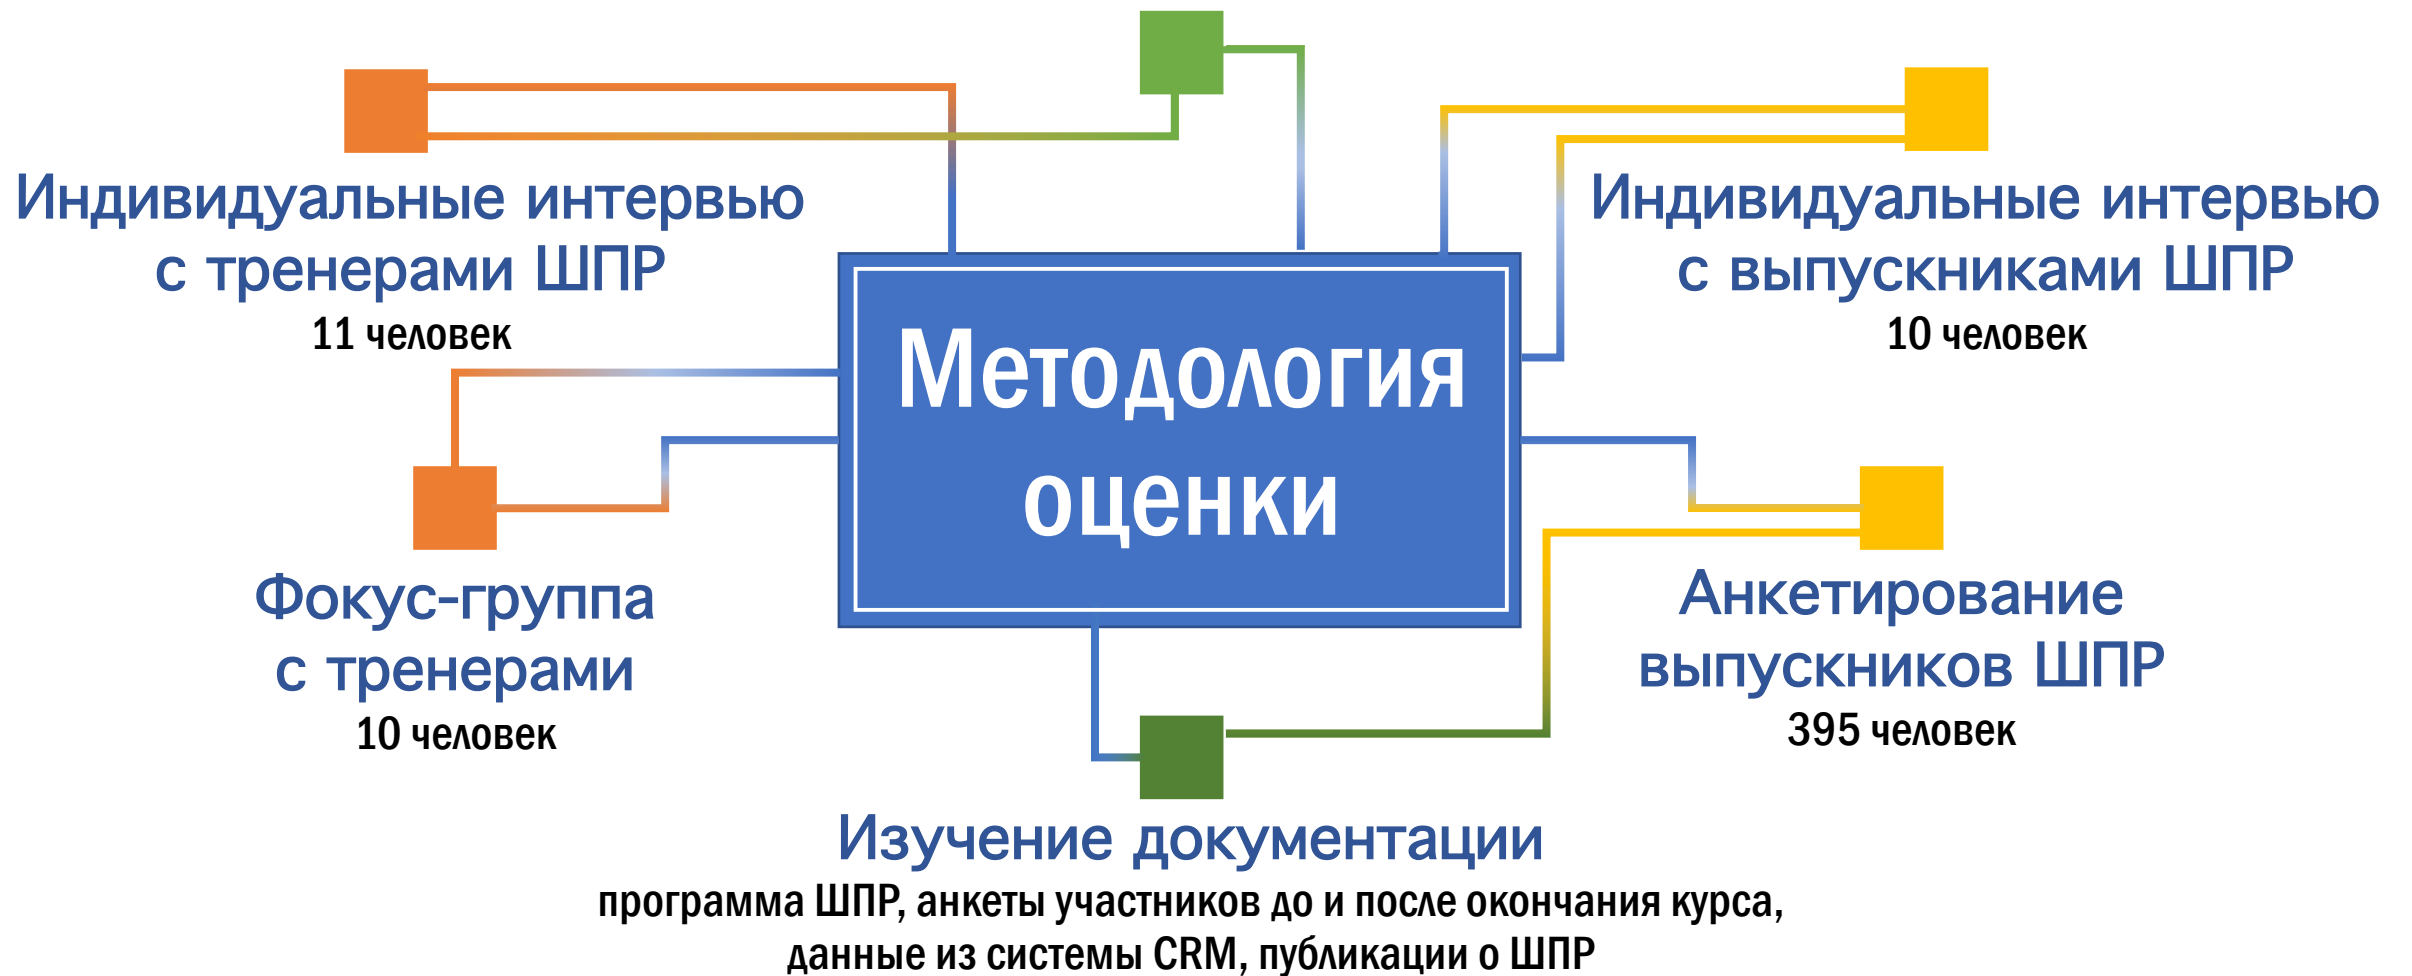 Индивидуальные интервью
с тренерами ШПР
11 человек
Индивидуальные интервью
с выпускниками ШПР
10 человек
Методология
оценки
Фокус-группа
с тренерами
10 человек
Анкетирование
выпускников ШПР
395 человек
Изучение документации
программа ШПР, анкеты участников до и после окончания курса,
данные из системы CRM, публикации о ШПР